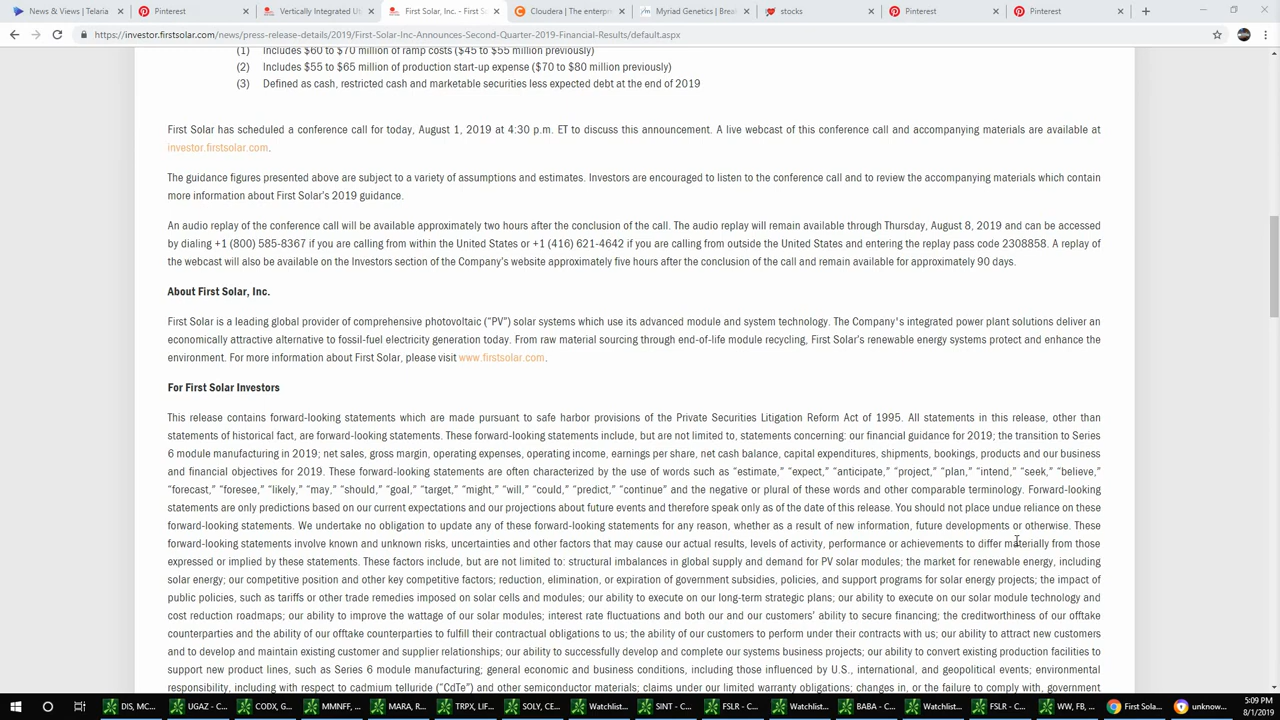 News & Views | Telaria
Pinterest
Vertically Integrated Ut
First Solar, Inc. - First So
Cloudera | The enterpr
Myriad Genetics | Break
stocks
Pinterest
Pinterest
https://investor.firstsolar.com/news/press-release-details/2019/First-Solar-Inc-Announces-Second-Quarter-2019-Financial-Results/default.aspx
(1) Includes $60 to $70 million of ramp costs ($45 to $55 million previously)
(2) Includes $55 to $65 million of production start-up expense ($70 to $80 million previously)
(3) Defined as cash, restricted cash and marketable securities less expected debt at the end of 2019
First Solar has scheduled a conference call for today, August 1, 2019 at 4:30 p.m. ET to discuss this announcement. A live webcast of this conference call and accompanying materials are available at
investor.firstsolar.com.
The guidance figures presented above are subject to a variety of assumptions and estimates. Investors are encouraged to listen to the conference call and to review the accompanying materials which contain
more information about First Solar's 2019 guidance.
An audio replay of the conference call will be available approximately two hours after the conclusion of the call. The audio replay will remain available through Thursday, August 8, 2019 and can be accessed
by dialing +1 (800) 585-8367 if you are calling from within the United States or +1 (416) 621-4642 if you are calling from outside the United States and entering the replay pass code 2308858. A replay of
the webcast will also be available on the Investors section of the Company's website approximately five hours after the conclusion of the call and remain available for approximately 90 days.
About First Solar, Inc.
First Solar is a leading global provider of comprehensive photovoltaic ("PV") solar systems which use its advanced module and system technology. The Company's integrated power plant solutions deliver an
economically attractive alternative to fossil-fuel electricity generation today. From raw material sourcing through end-of-life module recycling, First Solar's renewable energy systems protect and enhance the
environment. For more information about First Solar, please visit www.firstsolar.com.
For First Solar Investors
This release contains forward-looking statements which are made pursuant to safe harbor provisions of the Private Securities Litigation Reform Act of 1995. All statements in this release, other than
statements of historical fact, are forward-looking statements. These forward-looking statements include, but are not limited to, statements concerning: our financial guidance for 2019; the transition to Series
6 module manufacturing in 2019; net sales, gross margin, operating expenses, operating income, earnings per share, net cash balance, capital expenditures, shipments, bookings, products and our business
and financial objectives for 2019. These forward-looking statements are often characterized by the use of words such as "estimate," "expect," "anticipate," "project," "plan," "intend," "seek," "believe,"
"forecast," "foresee," "likely," "may," "should," "goal," "target," "might," "will," "could," "predict," "continue" and the negative or plural of these words and other comparable terminology. Forward-looking
statements are only predictions based on our current expectations and our projections about future events and therefore speak only as of the date of this release. You should not place undue reliance on these
forward-looking statements. We undertake no obligation to update any of these forward-looking statements for any reason, whether as a result of new information, future developments or otherwise. These
forward-looking statements involve known and unknown risks, uncertainties and other factors that may cause our actual results, levels of activity, performance or achievements to differ materially from those
expressed or implied by these statements. These factors include, but are not limited to: structural imbalances in global supply and demand for PV solar modules; the market for renewable energy, including
solar energy; our competitive position and other key competitive factors; reduction, elimination, or expiration of government subsidies, policies, and support programs for solar energy projects; the impact of
public policies, such as tariffs or other trade remedies imposed on solar cells and modules; our ability to execute on our long-term strategic plans; our ability to execute on our solar module technology and
cost reduction roadmaps; our ability to improve the wattage of our solar modules; interest rate fluctuations and both our and our customers' ability to secure financing; the creditworthiness of our offtake
counterparties and the ability of our offtake counterparties to fulfill their contractual obligations to us; the ability of our customers to perform under their contracts with us; our ability to attract new customers
and to develop and maintain existing customer and supplier relationships; our ability to successfully develop and complete our systems business projects; our ability to convert existing production facilities to
support new product lines, such as Series 6 module manufacturing; general economic and business conditions, including those influenced by U.S., international, and geopolitical events; environmental
responsibility, including with respect to cadmium telluride ("CdTe") and other semiconductor materials; claims under our limited warranty obligations; changes in, or the failure to comply with, government
DIS, MC...
UGAZ - C...
CODX, G...
MMNFF, ...
MARA, R...
TRPX, LIF...
SOLY, CE...
Watchlist...
SINT - C...
FSLR - C...
Watchlist...
BABA - C...
Watchlist...
FSLR - C...
WW, FB, ...
First Sola...
unknow...
5:09 PM
8/1/2019